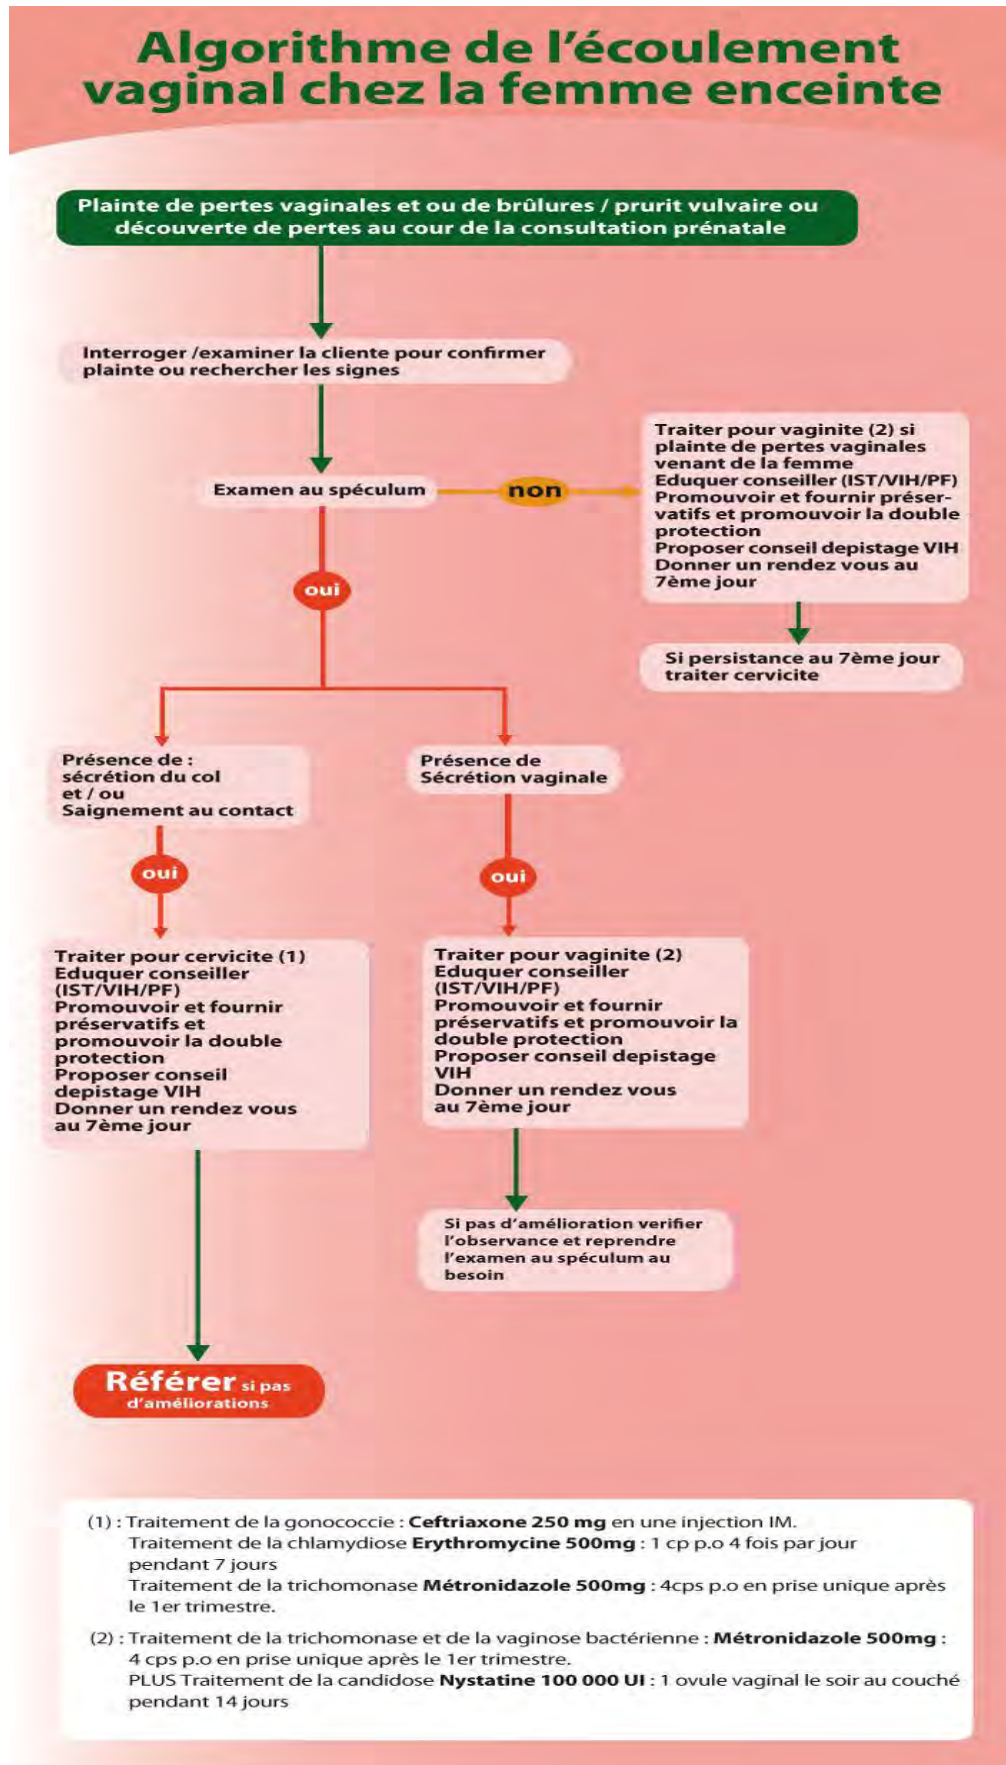 Algorithme de l'écoulement
vaginal chez la femme enceinte
Plainte de pertes vaginales et ou de brûlures / prurit vulvaire ou
découverte de pertes au cour de la consultation prénatale
Interroger /examiner la cliente pour confirmer
plainte ou rechercher les signes
Examen au spéculum
non
Traiter pour vaginite (2) si
plainte de pertes vaginales
venant de la femme
Eduquer conseiller (IST/VIH/PF)
Promouvoir et fournir préser-
vatifs et promouvoir la double
protection
Proposer conseil depistage VIH
Donner un rendez vous au
7ème jour
oui
Si persistance au 7ème jour
traiter cervicite
Présence de :
sécrétion du col
et / ou
Saignement au contact
Présence de
Sécrétion vaginale
oui
oui
Traiter pour cervicite (1)
Eduquer conseiller
(IST/VIH/PF)
Promouvoir et fournir
préservatifs et
promouvoir la double
protection
Proposer conseil
depistage VIH
Donner un rendez vous
au 7ème jour
Traiter pour vaginite (2)
Eduquer conseiller
(IST/VIH/PF)
Promouvoir et fournir
préservatifs et promouvoir la
double protection
Proposer conseil depistage
VIH
Donner un rendez vous
au 7ème jour
Si pas d'amélioration verifier
l'observance et reprendre
l'examen au spéculum au
besoin
Référer si pas
d'améliorations
(1) : Traitement de la gonococcie : Ceftriaxone 250 mg en une injection IM.
Traitement de la chlamydiose Erythromycine 500mg : 1 cp p.o 4 fois par jour
pendant 7 jours
Traitement de la trichomonase Métronidazole 500mg : 4cps p.o en prise unique après
le 1er trimestre.
(2) : Traitement de la trichomonase et de la vaginose bactérienne : Métronidazole 500mg :
4 cps p.o en prise unique après le 1er trimestre.
PLUS Traitement de la candidose Nystatine 100 000 UI : 1 ovule vaginal le soir au couché
pendant 14 jours